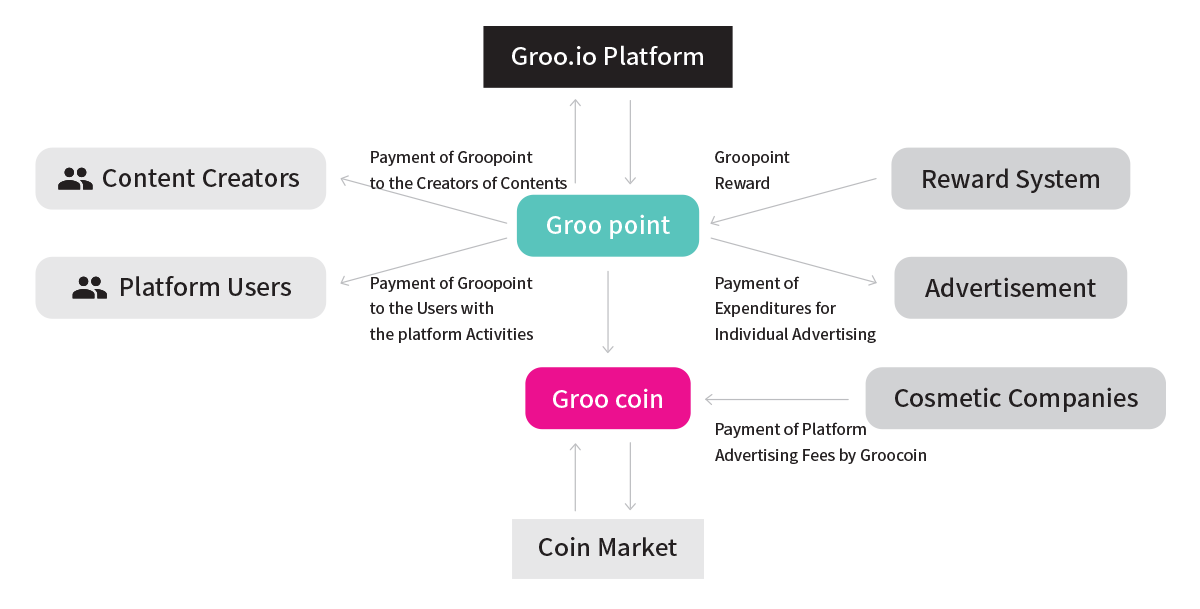 Groo.io Platform
Payment of Groopoint
to the Creators of Contents
Groopoint
Reward
Content Creators
Reward System
Groo point
Platform Users
Payment of Groopoint
to the Users with
the platform Activities
Payment of
Expenditures for
Individual Advertising
Advertisement
Groo coin
Cosmetic Companies
Payment of Platform
Advertising Fees by Groocoin
Coin Market